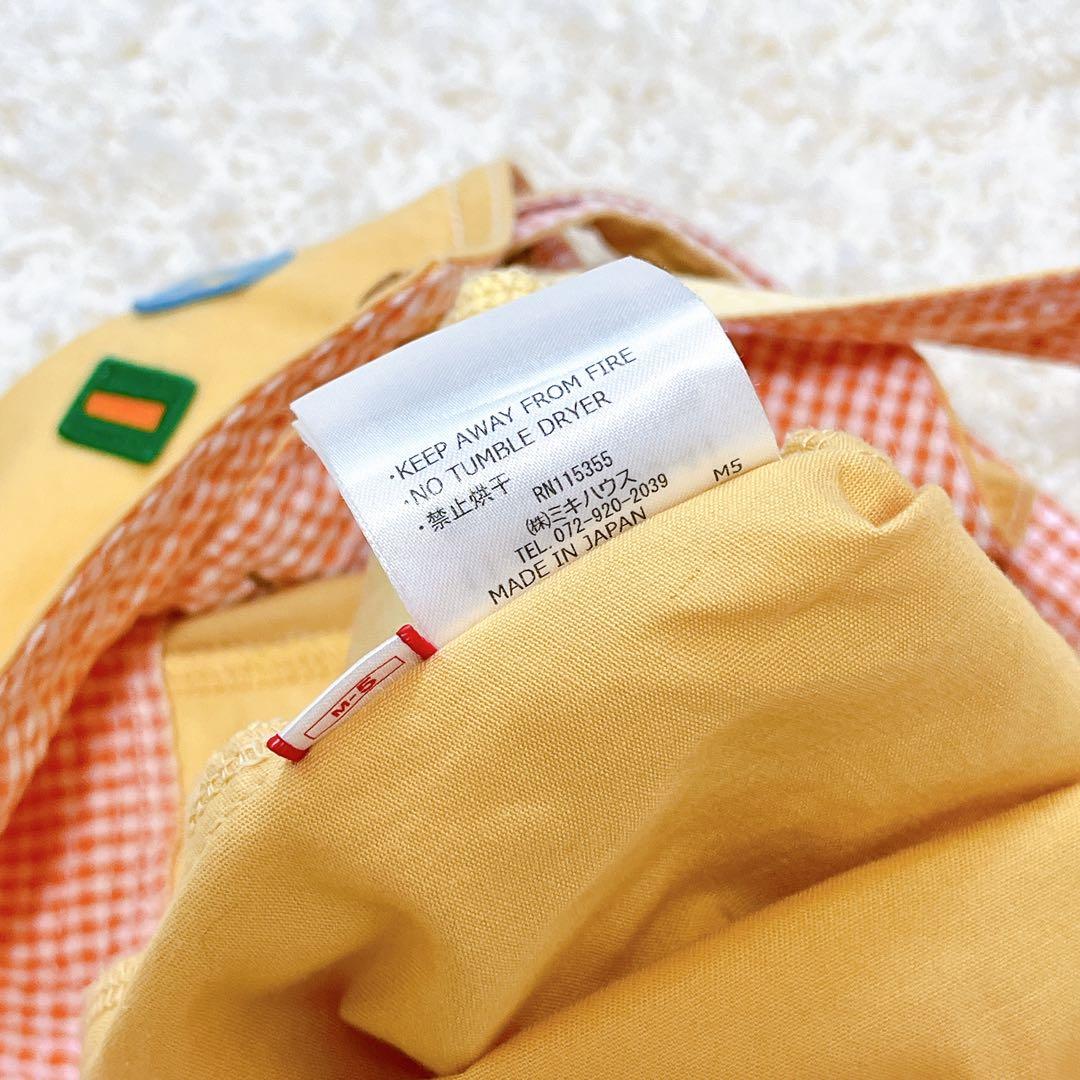 ・KEEP AWAY FROM FIRE
・NO TUMBLE DRYER
・禁止烘干 RN115355
㈱ミキハウス
TEL. 072-920-2039 M5
MADE IN JAPAN
M-5